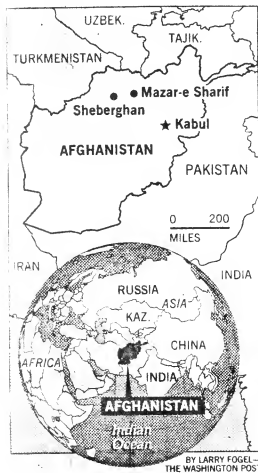 UZBEK.
TAJIK.
TURKMENISTAN
Mazar-e Sharif
Sheberghan
Kabul
AFGHANISTAN
PAKISTAN
0 200
MILES
IRAN
INDIA
RUSSIA
ASIA
KAZ.
CHINA
AFRICA
INDIA
AFGHANISTAN
Indian
Ocean
BY LARRY FOGEL—
THE WASHINGTON POS